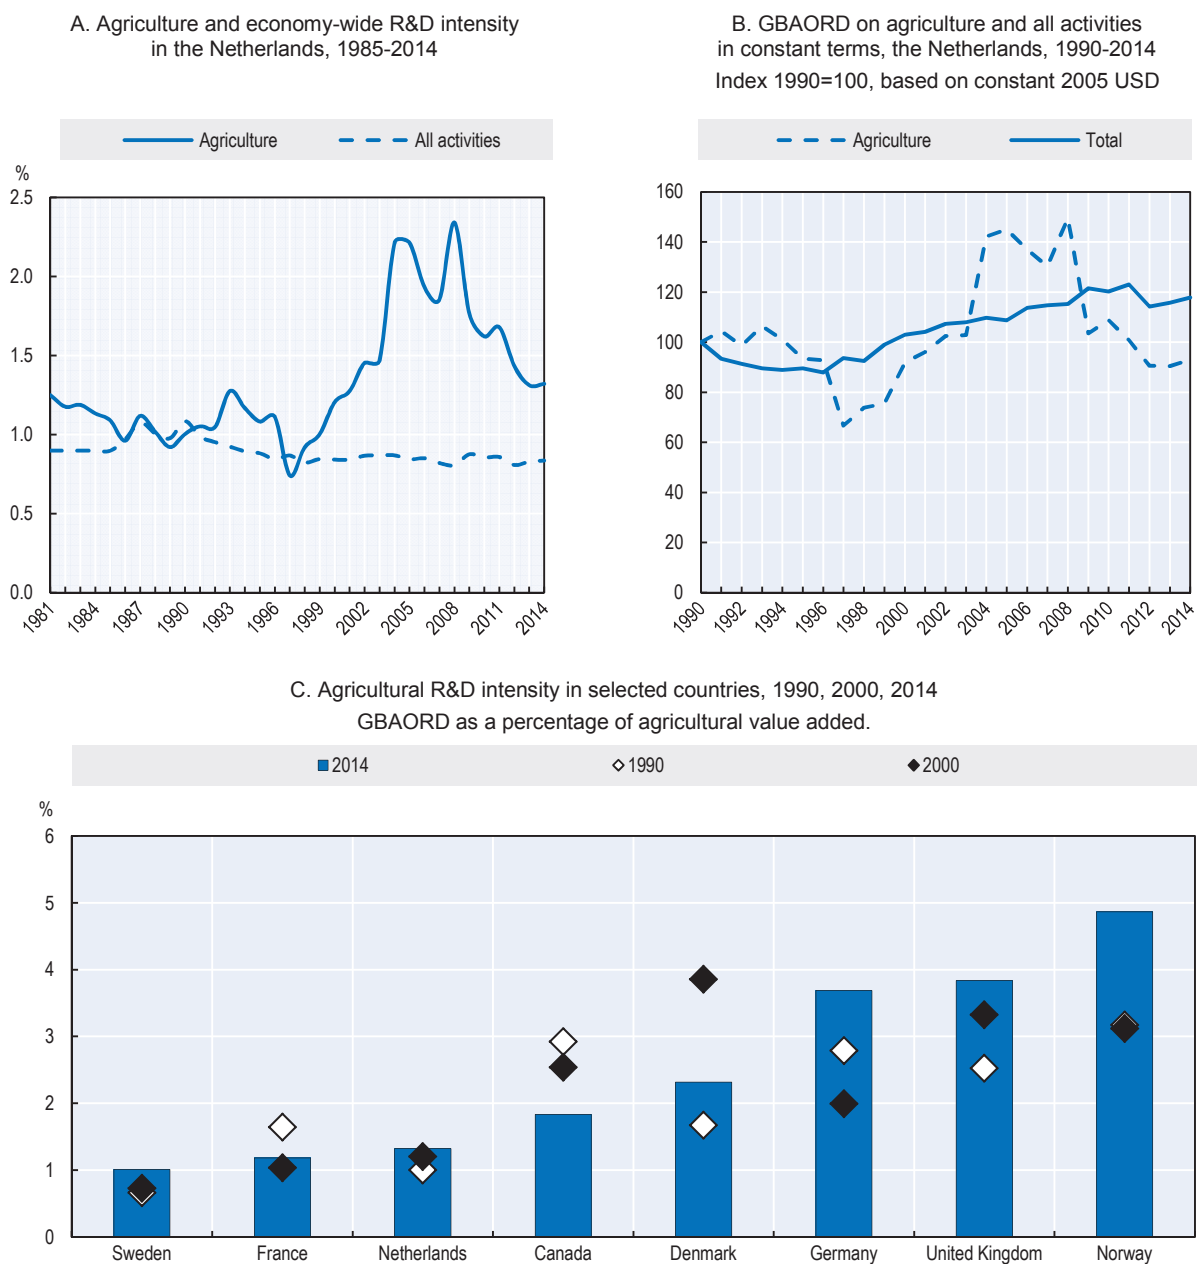 A. Agriculture and economy-wide R&D intensity
in the Netherlands, 1985-2014
Agriculture
All activities
%
2.5
2.0
1.5
1.0
0.5
0.0
1981
1984
1987
1990
1993
1996
1999
2002
2005
2008
2011
2014
B. GBAORD on agriculture and all activities
in constant terms, the Netherlands, 1990-2014
Index 1990=100, based on constant 2005 USD
Agriculture
Total
160
140
120
100
80
60
40
20
0
1990
1992
1994
1996
1998
2000
2002
2004
2006
2008
2010
2012
2014
C. Agricultural R&D intensity in selected countries, 1990, 2000, 2014
GBAORD as a percentage of agricultural value added.
2014
1990
2000
%
6
5
4
3
2
1
0
Sweden
France
Netherlands
Canada
Denmark
Germany
United Kingdom
Norway